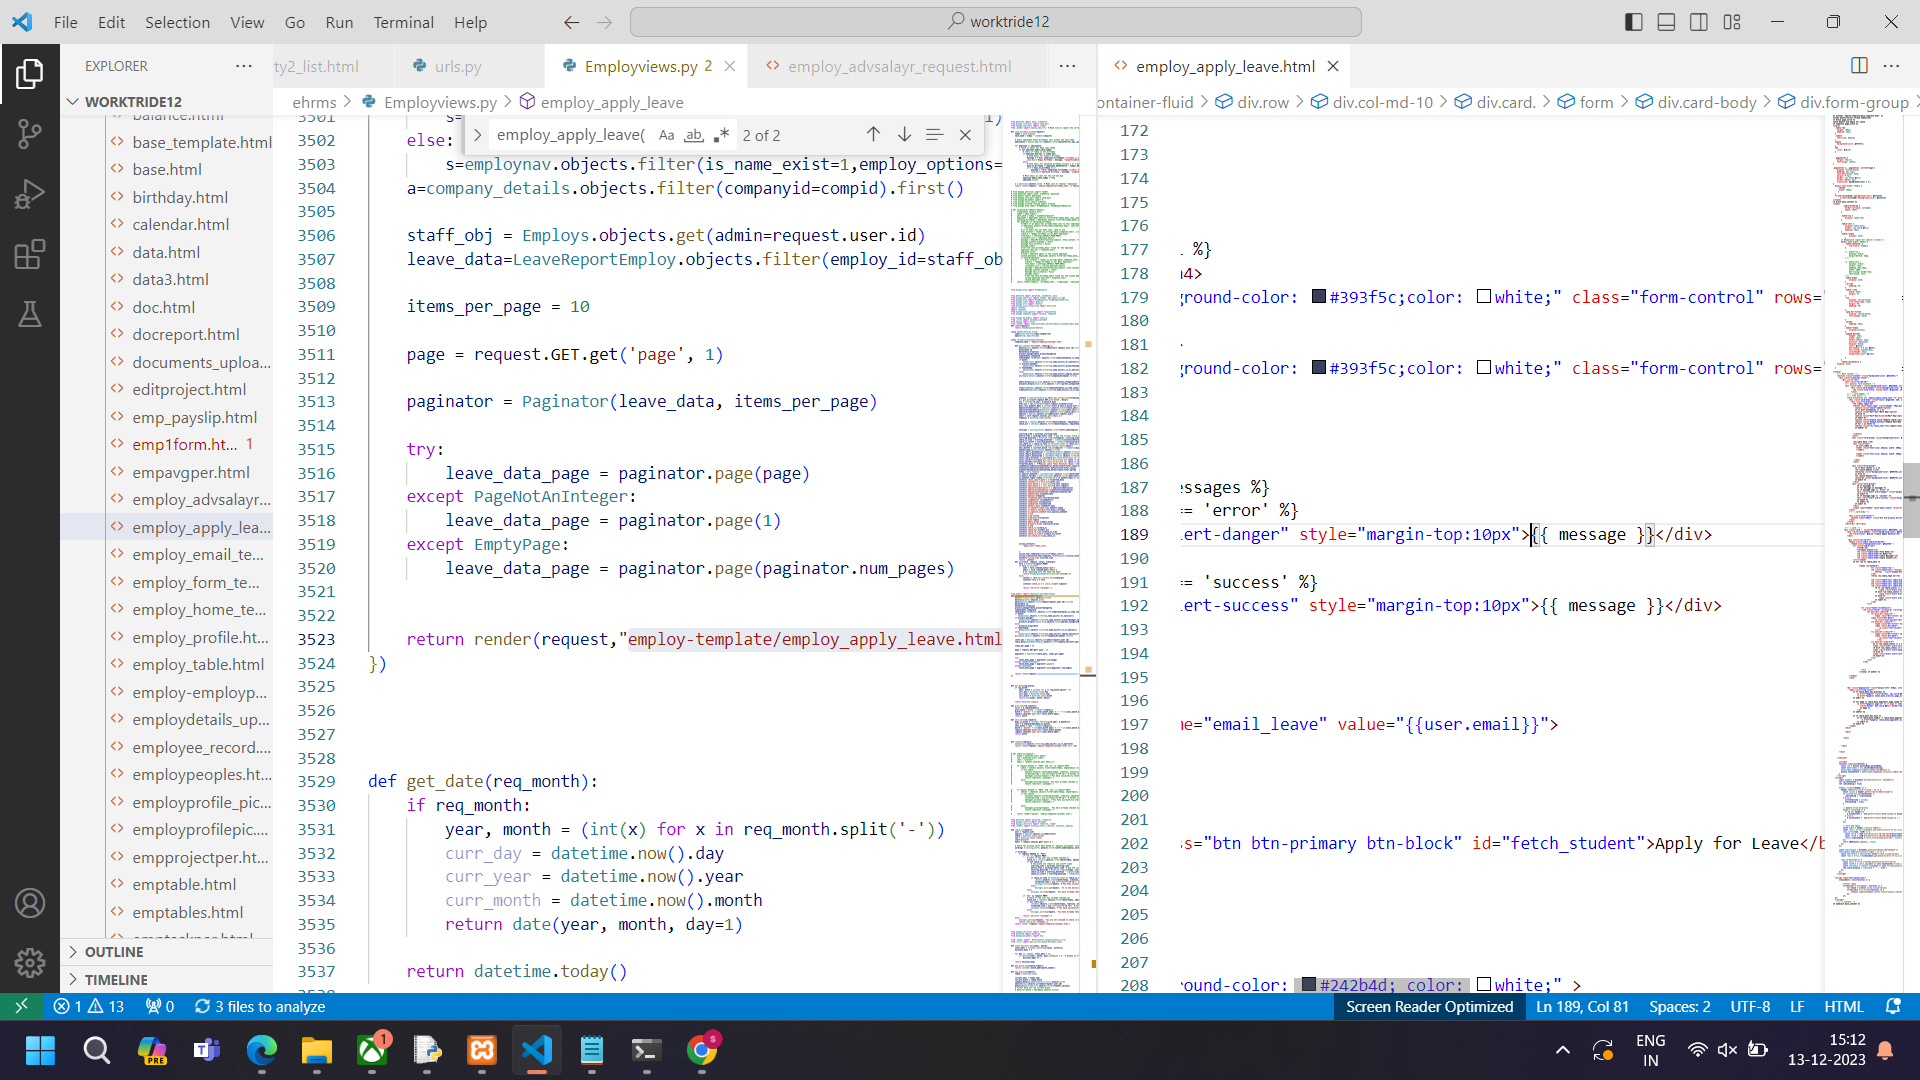 File Edit Selection View Go Run Terminal Help
worktride12
EXPLORER
WORKTRIDE12
balance.html
base_template.html
base.html
birthday.html
calendar.html
data.html
data3.html
doc.html
docreport.html
documents_uploa...
editproject.html
emp_payslip.html
emp1form.ht... 1
empavgper.html
employ_advsalayr...
employ_apply_lea...
employ_email_te...
employ_form_te...
employ_home_te...
employ_profile.ht...
employ_table.html
employ-employp...
employdetails_up...
employee_record....
employpeoples.ht...
employprofile_pic...
employprofilepic....
empprojectper.ht...
emptable.html
emptables.html
OUTLINE
TIMELINE
ty2_list.html urls.py Employviews.py 2 employ_advsalayr_request.html
ehrms > Employviews.py > employ_apply_leave
employ_apply_leave( Aa ab 2 of 2
3501 s= 1)
3502 else:
3503 s=employnav.objects.filter(is_name_exist=1,employ_options=
3504 a=company_details.objects.filter(companyid=compid).first()
3505
3506 staff_obj = Employs.objects.get(admin=request.user.id)
3507 leave_data=LeaveReportEmploy.objects.filter(employ_id=staff_ob
3508
3509 items_per_page = 10
3510
3511 page = request.GET.get('page', 1)
3512
3513 paginator = Paginator(leave_data, items_per_page)
3514
3515 try:
3516 leave_data_page = paginator.page(page)
3517 except PageNotAnInteger:
3518 leave_data_page = paginator.page(1)
3519 except EmptyPage:
3520 leave_data_page = paginator.page(paginator.num_pages)
3521
3522
3523 return render(request,"employ-template/employ_apply_leave.html
3524 })
3525
3526
3527
3528
3529 def get_date(req_month):
3530 if req_month:
3531 year, month = (int(x) for x in req_month.split('-'))
3532 curr_day = datetime.now().day
3533 curr_year = datetime.now().year
3534 curr_month = datetime.now().month
3535 return date(year, month, day=1)
3536
3537 return datetime.today()
employ_apply_leave.html
ontainer-fluid > div.row > div.col-md-10 > div.card. > form > div.card-body > div.form-group >
172
173
174
175
176
177 %}
178 h4>
179 ground-color: #393f5c;color: white;" class="form-control" rows="
180
181
182 ground-color: #393f5c;color: white;" class="form-control" rows="
183
184
185
186
187 essages %}
188 == 'error' %}
189 ert-danger" style="margin-top:10px">{{ message }}</div>
190
191 == 'success' %}
192 ert-success" style="margin-top:10px">{{ message }}</div>
193
194
195
196
197 me="email_leave" value="{{user.email}}">
198
199
200
201
202 ss="btn btn-primary btn-block" id="fetch_student">Apply for Leave</b
203
204
205
206
207
208 round-color: #242b4d; color: white;" >
1 13 0 3 files to analyze
Screen Reader Optimized Ln 189, Col 81 Spaces: 2 UTF-8 LF HTML
PRE
1
S
ENG
IN
15:12
13-12-2023